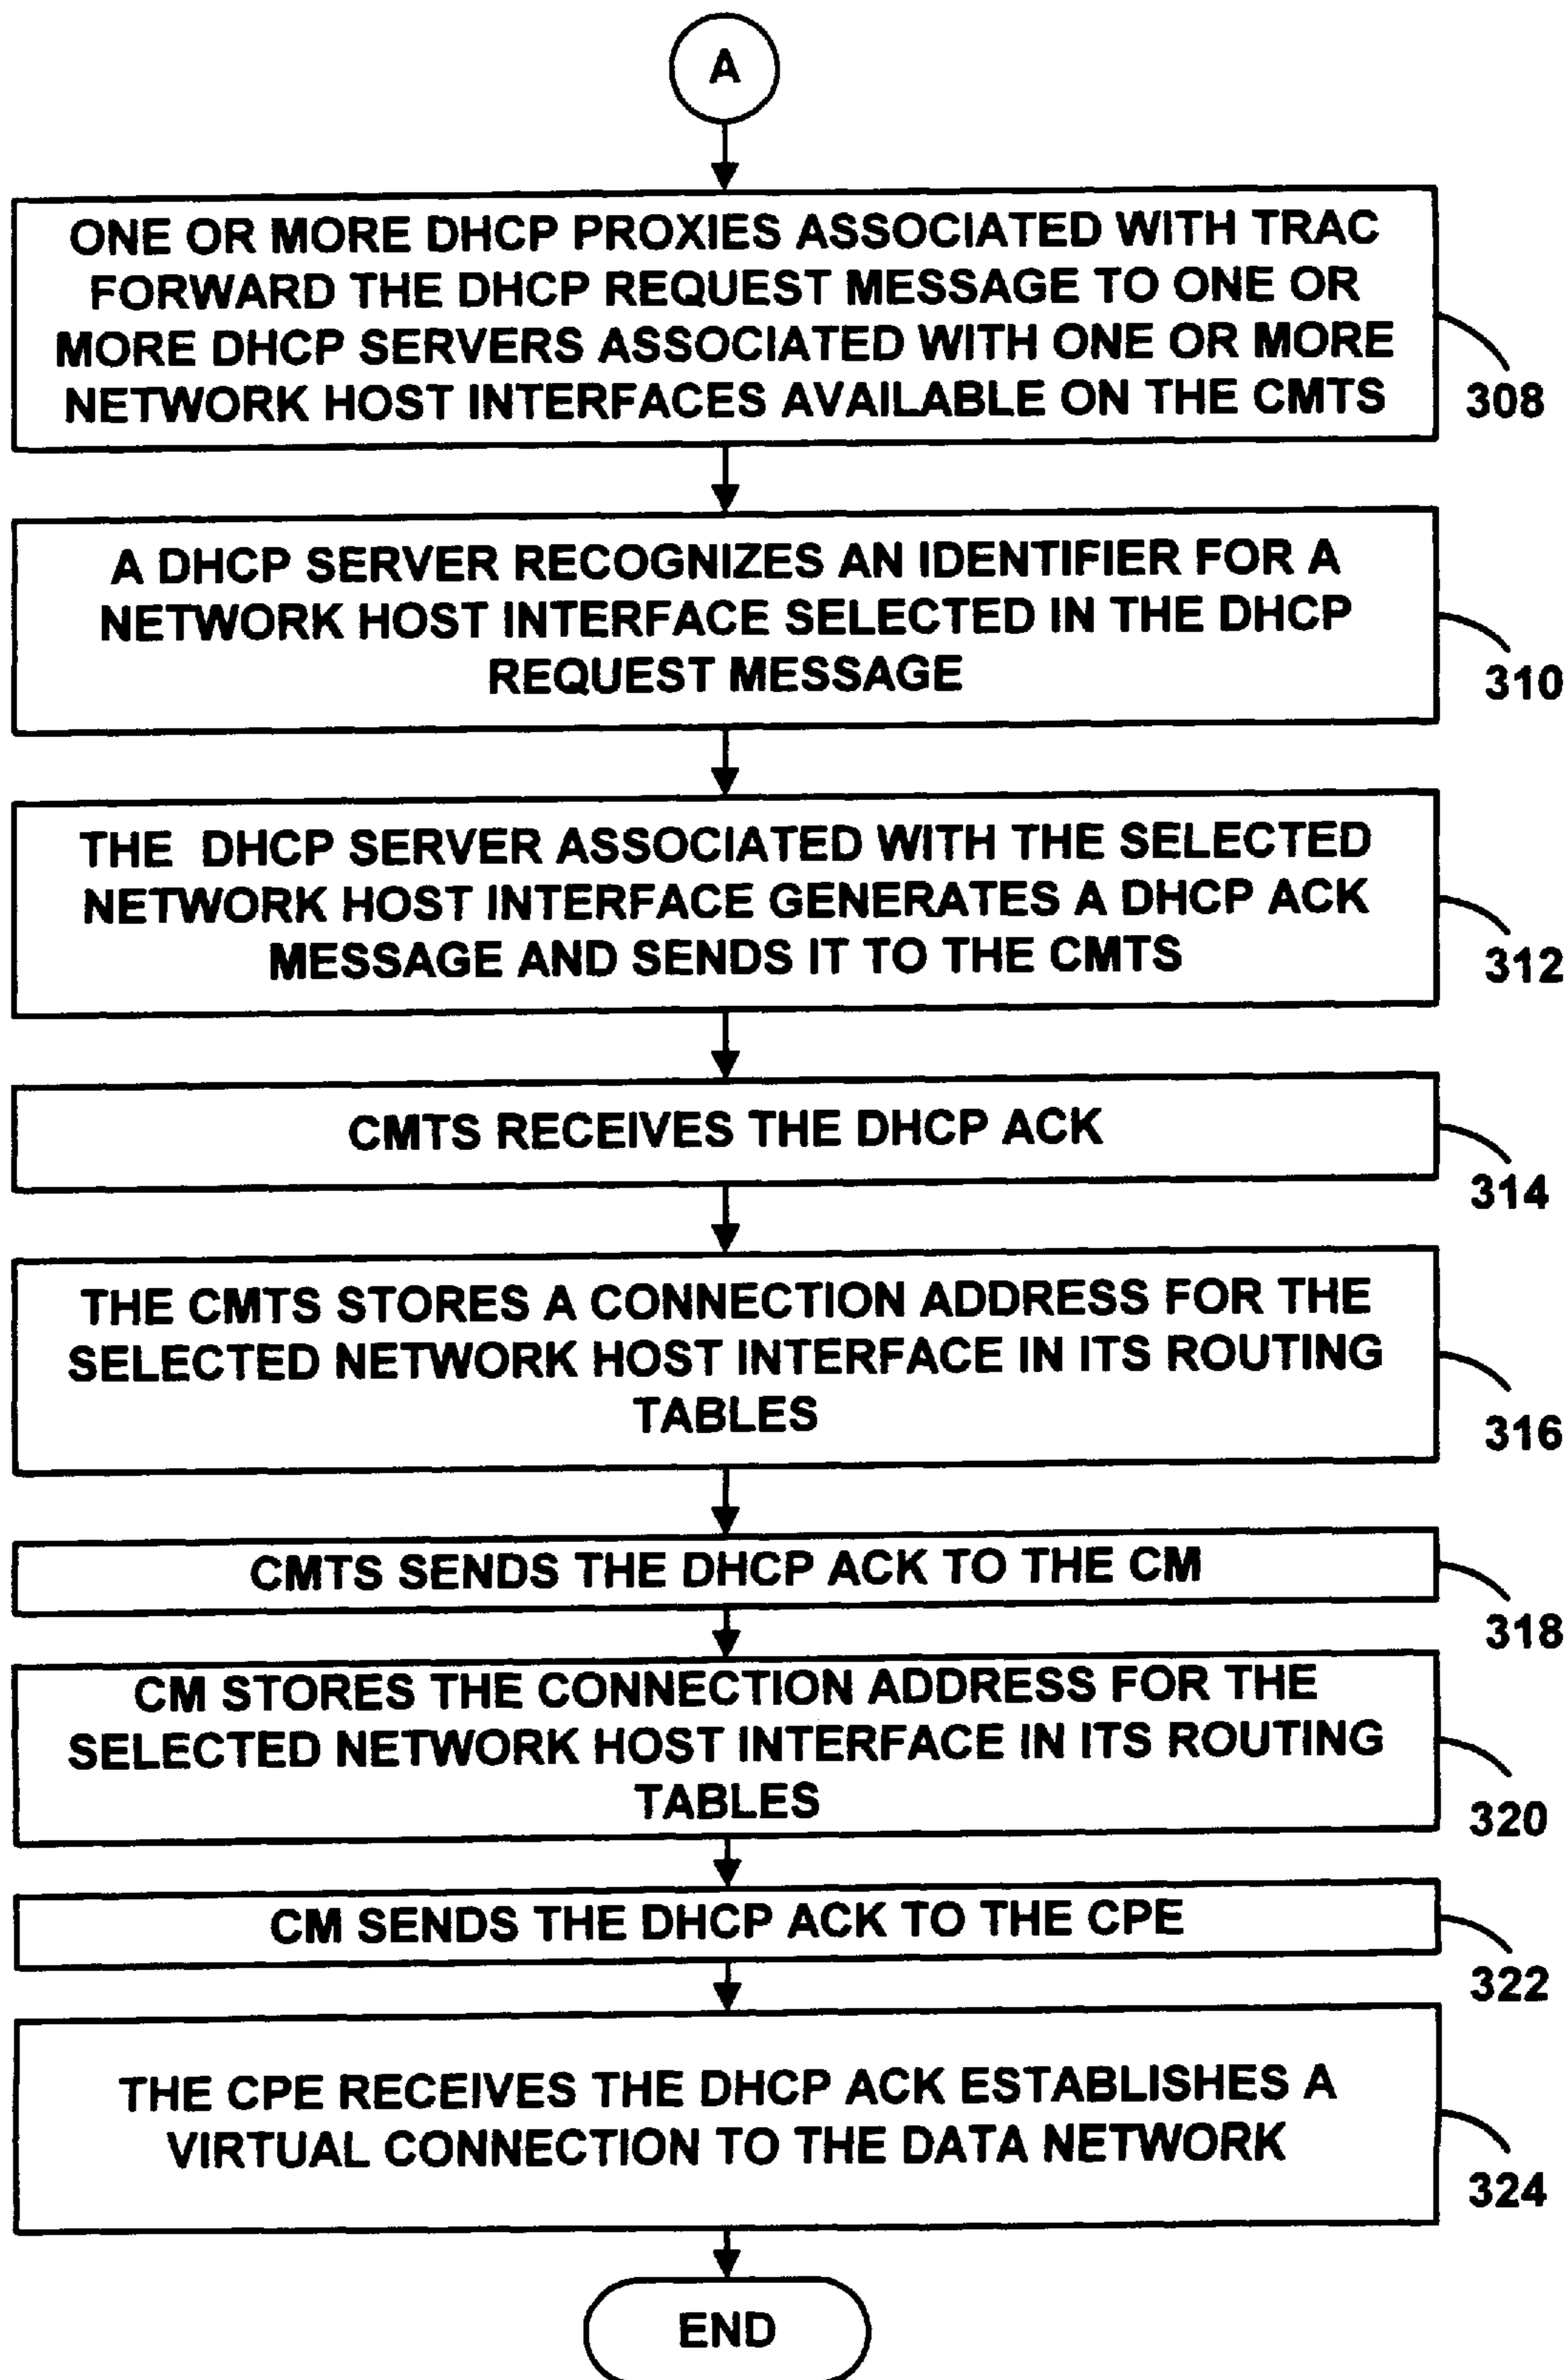 A
ONE OR MORE DHCP PROXIES ASSOCIATED WITH TRAC
FORWARD THE DHCP REQUEST MESSAGE TO ONE OR
MORE DHCP SERVERS ASSOCIATED WITH ONE OR MORE
NETWORK HOST INTERFACES AVAILABLE ON THE CMTS
308
A DHCP SERVER RECOGNIZES AN IDENTIFIER FOR A
NETWORK HOST INTERFACE SELECTED IN THE DHCP
REQUEST MESSAGE
310
THE DHCP SERVER ASSOCIATED WITH THE SELECTED
NETWORK HOST INTERFACE GENERATES A DHCP ACK
MESSAGE AND SENDS IT TO THE CMTS
312
CMTS RECEIVES THE DHCP ACK
314
THE CMTS STORES A CONNECTION ADDRESS FOR THE
SELECTED NETWORK HOST INTERFACE IN ITS ROUTING
TABLES
316
CMTS SENDS THE DHCP ACK TO THE CM
318
CM STORES THE CONNECTION ADDRESS FOR THE
SELECTED NETWORK HOST INTERFACE IN ITS ROUTING
TABLES
320
CM SENDS THE DHCP ACK TO THE CPE
322
THE CPE RECEIVES THE DHCP ACK ESTABLISHES A
VIRTUAL CONNECTION TO THE DATA NETWORK
324
END